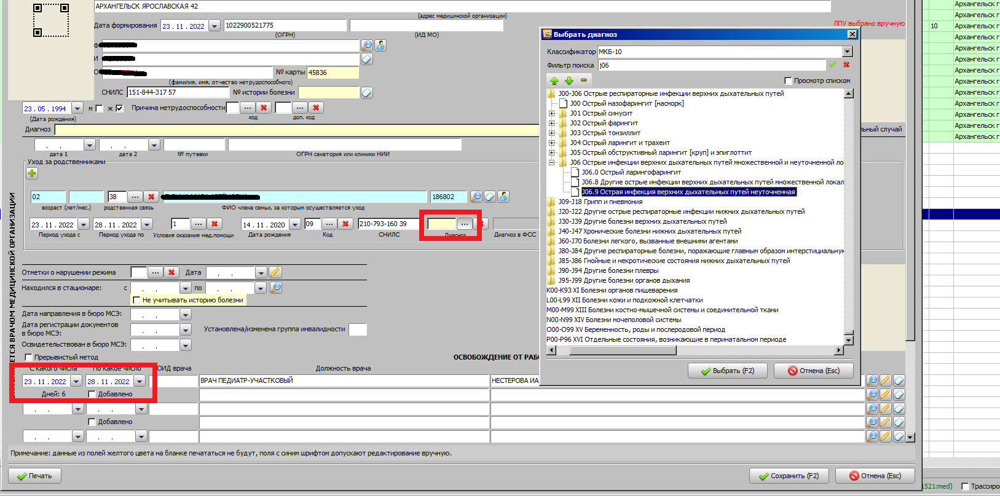 АРХАНГЕЛЬСК ЯРОСЛАВСКАЯ 42
(адрес медицинской организации)
Дата формирования 23 . 11 . 2022 1022900521775
(ОГРН) (ИД МО)
ЛПУ выбрано вручную
Ф
И
О № карты 45836
(фамилия, имя, отчество нетрудоспособного)
СНИЛС 151-844-317 57 № истории болезни
23 . 05 . 1994 м ж Причина нетрудоспособности
(Дата рождения) код доп. код
Диагноз
льный случай
дата 1 дата 2 № путевки ОГРН санатория или клиники НИИ
Уход за родственниками
02 38 186802
возраст (лет/мес.) родственная связь ФИО члена семьи, за которым осуществляется уход
23 . 11 . 2022 28 . 11 . 2022 1 14 . 11 . 2020 09 210-793-160 39
Период ухода с Период ухода по Условия оказания мед.помощи Дата рождения Код СНИЛС Диагноз Диагноз в ФСС
Отметки о нарушении режима Дата
Находился в стационаре: с по
Не учитывать историю болезни
Дата направления в бюро МСЭ:
Дата регистрации документов
в бюро МСЭ: Установлена/изменена группа инвалидности
Освидетельствован в бюро МСЭ:
Прерывистый метод
ОСВОБОЖДЕНИЕ ОТ РАБО
С какого числа По какое число ОИД врача Должность врача
23 . 11 . 2022 28 . 11 . 2022 ВРАЧ ПЕДИАТР-УЧАСТКОВЫЙ НЕСТЕРОВА ИА
Дней: 6 Добавлено
Добавлено
ЕТСЯ ВРАЧОМ МЕДИЦИНСКОЙ ОРГАНИЗАЦИИ
Примечание: данные из полей желтого цвета на бланке печататься не будут, поля с синим шрифтом допускают редактирование вручную.
Печать Сохранить (F2) Отмена (Esc)
Выбрать диагноз
Классификатор МКБ-10
Фильтр поиска j06
Просмотр списком
J00-J06 Острые респираторные инфекции верхних дыхательных путей
J00 Острый назофарингит [насморк]
J01 Острый синусит
J02 Острый фарингит
J03 Острый тонзиллит
J04 Острый ларингит и трахеит
J05 Острый обструктивный ларингит [круп] и эпиглоттит
J06 Острые инфекции верхних дыхательных путей множественной и неуточненной ло
J06.0 Острый ларингофарингит
J06.8 Другие острые инфекции верхних дыхательных путей множественной локал
J06.9 Острая инфекция верхних дыхательных путей неуточненная
J09-J18 Грипп и пневмония
J20-J22 Другие острые респираторные инфекции нижних дыхательных путей
J30-J39 Другие болезни верхних дыхательных путей
J40-J47 Хронические болезни нижних дыхательных путей
J60-J70 Болезни легкого, вызванные внешними агентами
J80-J84 Другие респираторные болезни, поражающие главным образом интерстициальную
J85-J86 Гнойные и некротические состояния нижних дыхательных путей
J90-J94 Другие болезни плевры
J95-J99 Другие болезни органов дыхания
K00-K93 XI Болезни органов пищеварения
L00-L99 XII Болезни кожи и подкожной клетчатки
M00-M99 XIII Болезни костно-мышечной системы и соединительной ткани
N00-N99 XIV Болезни мочеполовой системы
O00-O99 XV Беременность, роды и послеродовой период
P00-P96 XVI Отдельные состояния, возникающие в перинатальном периоде
Выбрать (F2) Отмена (Esc)
Архангельск г
Архангельск г
10 Архангельск г
Архангельск г
Архангельск г
Архангельск г
Архангельск г
Архангельск г
Архангельск г
Архангельск г
Архангельск г
Архангельск г
Архангельск г
1521:med) Трассиро